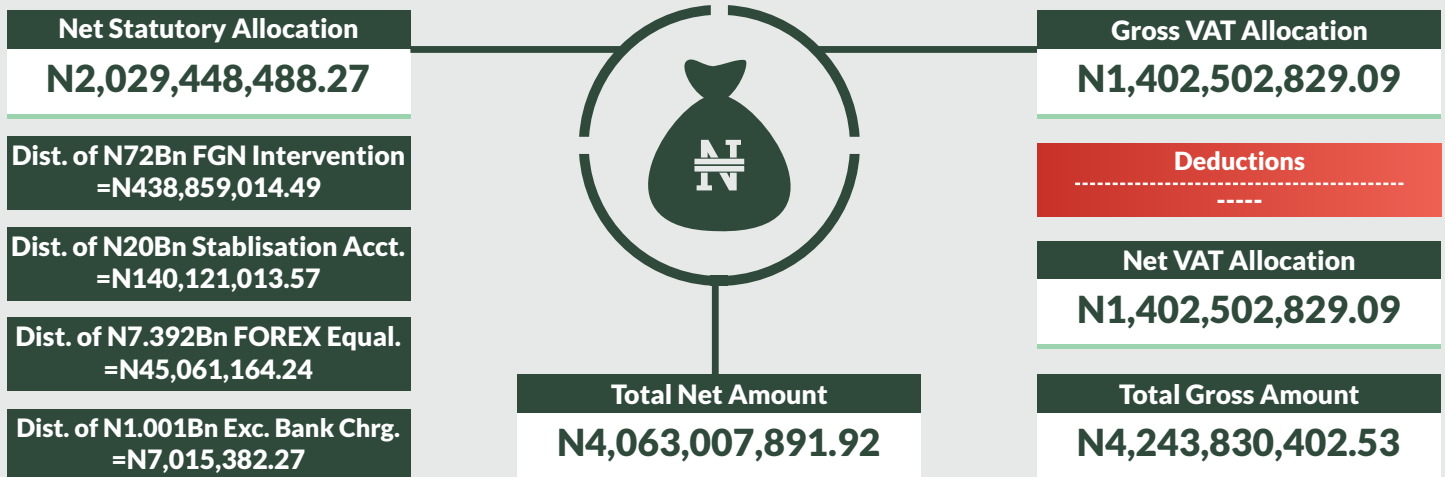 Net Statutory Allocation
N2,029,448,488.27
Dist. of N72Bn FGN Intervention
=N438,859,014.49
Dist. of N20Bn Stablisation Acct.
=N140,121,013.57
Dist. of N7.392Bn FOREX Equal.
=N45,061,164.24
Dist. of N1.001Bn Exc. Bank Chrg.
=N7,015,382.27
₦
Total Net Amount
N4,063,007,891.92
Gross VAT Allocation
N1,402,502,829.09
Deductions
--------------------------------------------
-----
Net VAT Allocation
N1,402,502,829.09
Total Gross Amount
N4,243,830,402.53